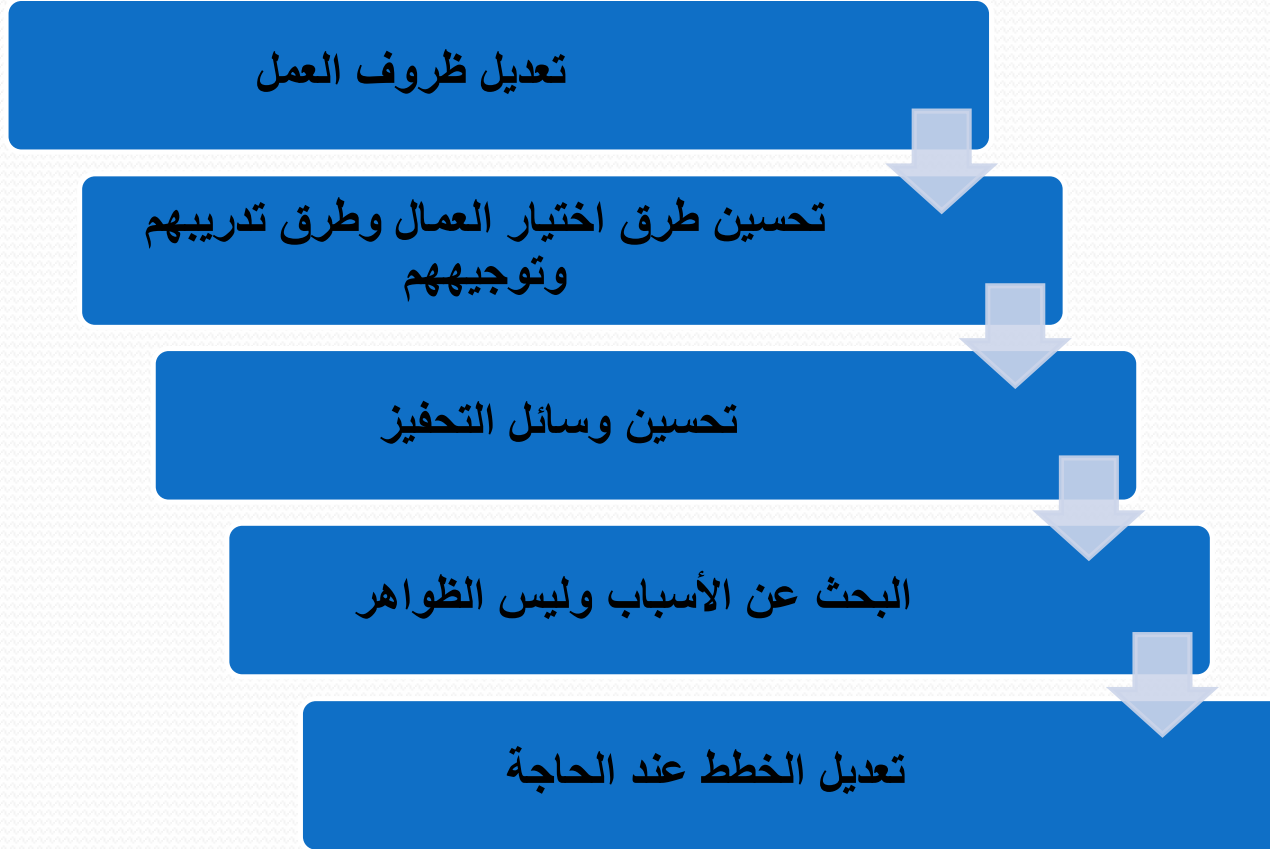 تعديل ظروف العمل
تحسين طرق اختيار العمال وطرق تدريبهم
وتوجيههم
تحسين وسائل التحفيز
البحث عن الأسباب وليس الظواهر
تعديل الخطط عند الحاجة